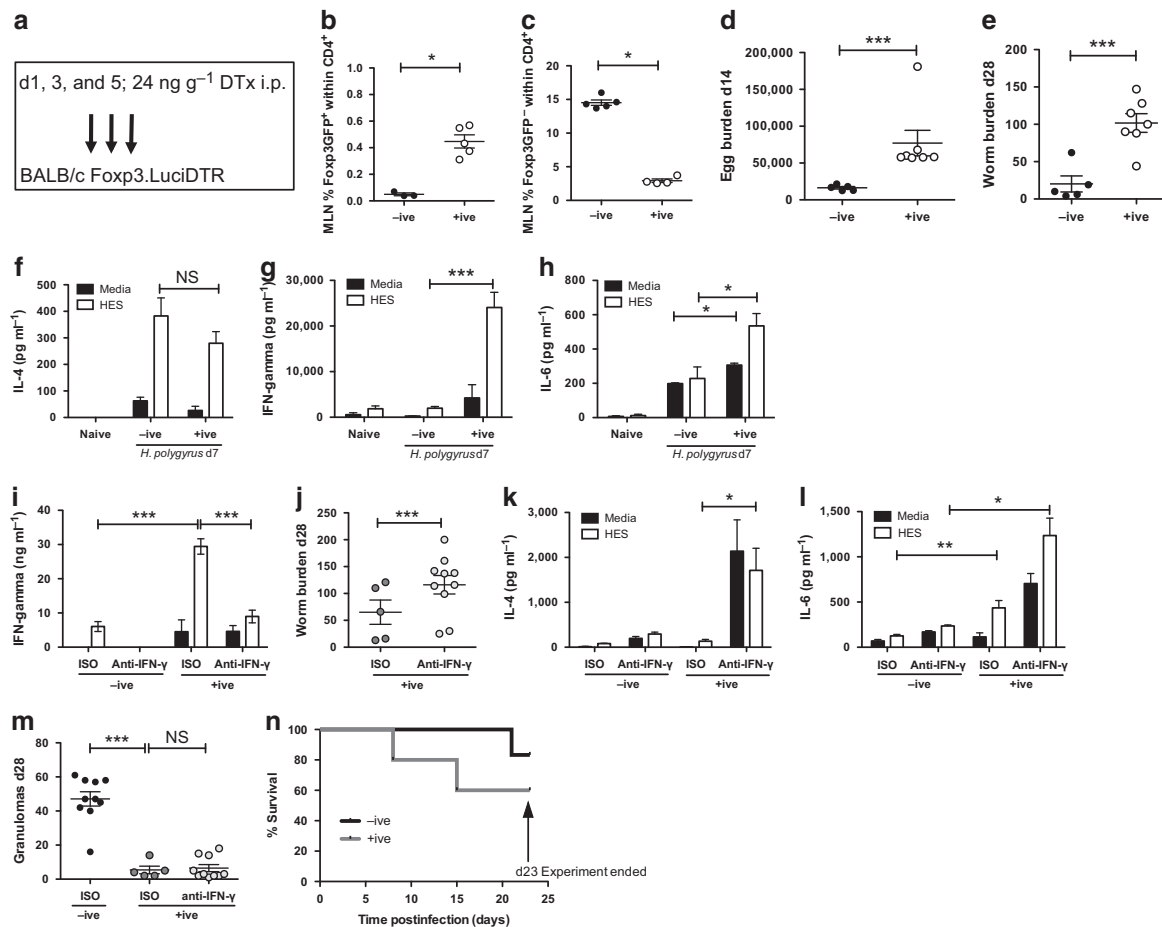 a
d1, 3, and 5; 24 ng g⁻¹ DTx i.p.
BALB/c Foxp3.LuciDTR
b
MLN % Foxp3GFP⁺ within CD4⁺
1.0
0.8
0.6
0.4
0.2
0.0
*
–ive
+ive
c
MLN % Foxp3GFP⁻ within CD4⁺
20
15
10
5
0
*
–ive
+ive
d
Egg burden d14
200,000
150,000
100,000
50,000
0
***
–ive
+ive
e
Worm burden d28
200
150
100
50
0
***
–ive
+ive
f
IL-4 (pg ml⁻¹)
500
400
300
200
100
0
Media
HES
NS
Naive
–ive
+ive
H. polygyrus d7
g
IFN-gamma (pg ml⁻¹)
30,000
20,000
10,000
0
Media
HES
***
Naive
–ive
+ive
H. polygyrus d7
h
IL-6 (pg ml⁻¹)
800
600
400
200
0
Media
HES
*
*
Naive
–ive
+ive
H. polygyrus d7
i
IFN-gamma (ng ml⁻¹)
40
30
20
10
0
***
***
ISO
Anti-IFN-γ
ISO
Anti-IFN-γ
–ive
+ive
j
Worm burden d28
250
200
150
100
50
0
***
ISO
Anti-IFN-γ
+ive
k
IL-4 (pg ml⁻¹)
3,000
2,000
1,000
0
Media
HES
*
ISO
Anti-IFN-γ
ISO
Anti-IFN-γ
–ive
+ive
l
IL-6 (pg ml⁻¹)
1,500
1,000
500
0
Media
HES
*
**
ISO
Anti-IFN-γ
ISO
Anti-IFN-γ
–ive
+ive
m
Granulomas d28
80
60
40
20
0
***
NS
ISO
ISO
anti-IFN-γ
–ive
+ive
n
% Survival
100
80
60
40
20
0
–ive
+ive
d23 Experiment ended
0
5
10
15
20
25
Time postinfection (days)